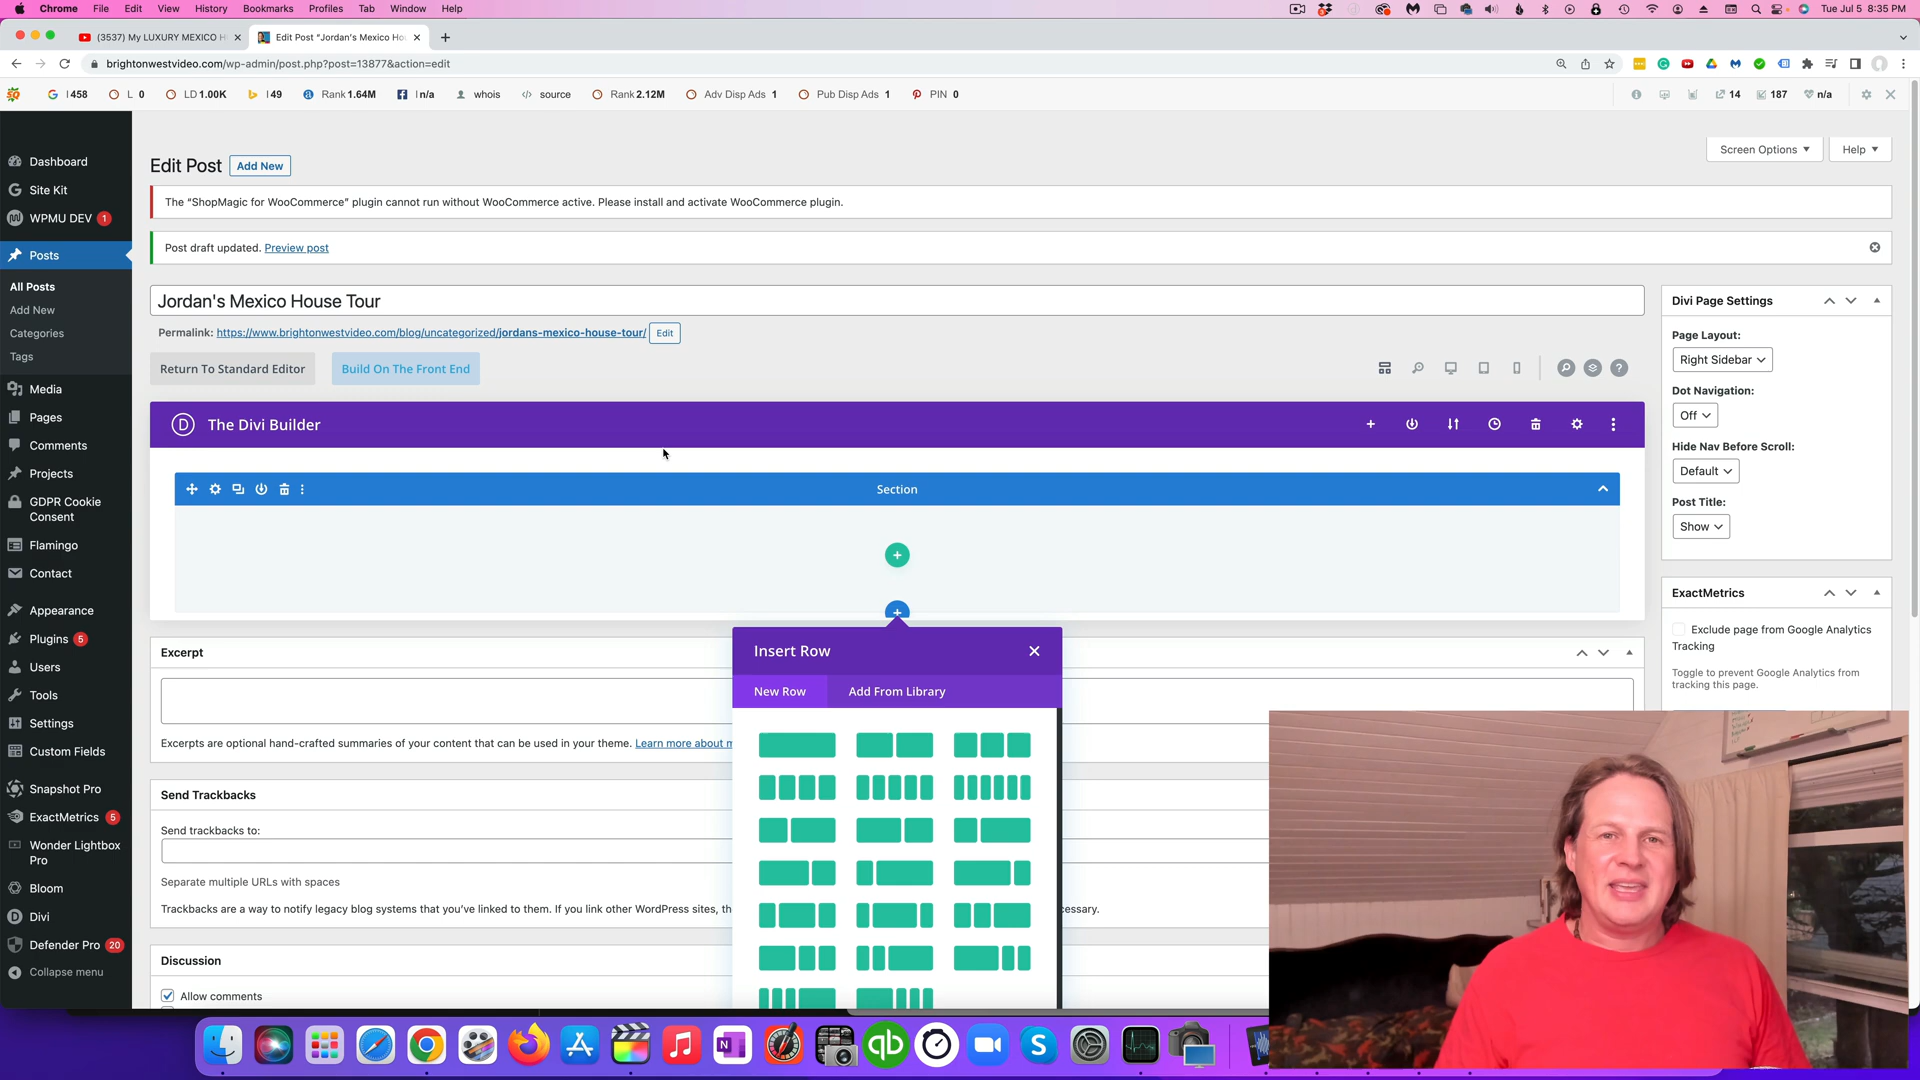 Chrome File Edit View History Bookmarks Profiles Tab Window Help Tue Jul 5 8:35 PM
(3537) My LUXURY MEXICO H
Edit Post "Jordan's Mexico Ho
brightonwestvideo.com/wp-admin/post.php?post=13877&action=edit
I 458 L 0 LD 1.00K I 49 Rank 1.64M I n/a whois source Rank 2.12M Adv Disp Ads 1 Pub Disp Ads 1 PIN 0 14 187 n/a
Screen Options Help
Edit Post Add New
The "ShopMagic for WooCommerce" plugin cannot run without WooCommerce active. Please install and activate WooCommerce plugin.
Post draft updated. Preview post
Jordan's Mexico House Tour
Permalink: https://www.brightonwestvideo.com/blog/uncategorized/jordans-mexico-house-tour/ Edit
Return To Standard Editor Build On The Front End
The Divi Builder
Section
Dashboard
Site Kit
WPMU DEV 1
Posts
All Posts
Add New
Categories
Tags
Media
Pages
Comments
Projects
GDPR Cookie
Consent
Flamingo
Contact
Appearance
Plugins 5
Users
Tools
Settings
Custom Fields
Snapshot Pro
ExactMetrics 5
Wonder Lightbox
Pro
Bloom
Divi
Defender Pro 20
Collapse menu
Insert Row
New Row Add From Library
Excerpt
Excerpts are optional hand-crafted summaries of your content that can be used in your theme. Learn more about m
Send Trackbacks
Send trackbacks to:
Separate multiple URLs with spaces
Trackbacks are a way to notify legacy blog systems that you've linked to them. If you link other WordPress sites, th cessary.
Discussion
Allow comments
Divi Page Settings
Page Layout:
Right Sidebar
Dot Navigation:
Off
Hide Nav Before Scroll:
Default
Post Title:
Show
ExactMetrics
Exclude page from Google Analytics
Tracking
Toggle to prevent Google Analytics from
tracking this page.